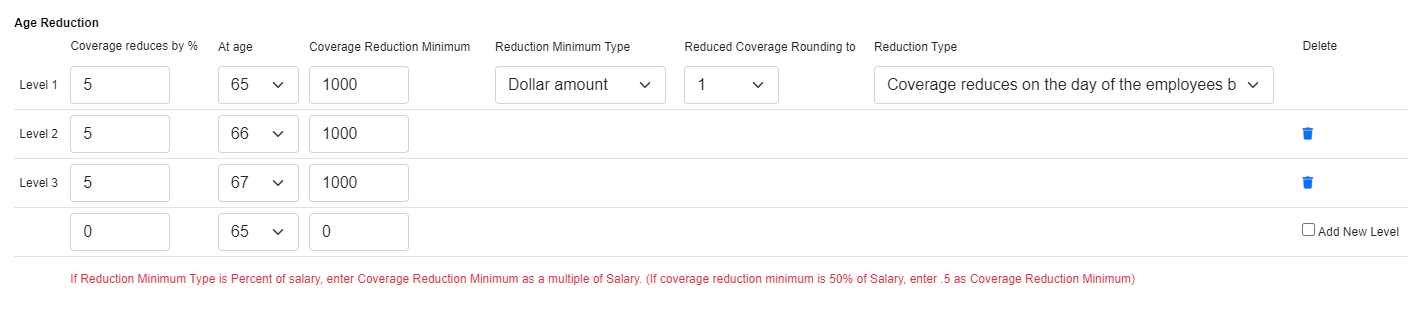 Age Reduction
Coverage reduces by % At age Coverage Reduction Minimum Reduction Minimum Type Reduced Coverage Rounding to Reduction Type Delete
Level 1 5 65 1000 Dollar amount 1 Coverage reduces on the day of the employees b
Level 2 5 66 1000
Level 3 5 67 1000
0 65 0 Add New Level
If Reduction Minimum Type is Percent of salary, enter Coverage Reduction Minimum as a multiple of Salary. (If coverage reduction minimum is 50% of Salary, enter .5 as Coverage Reduction Minimum)